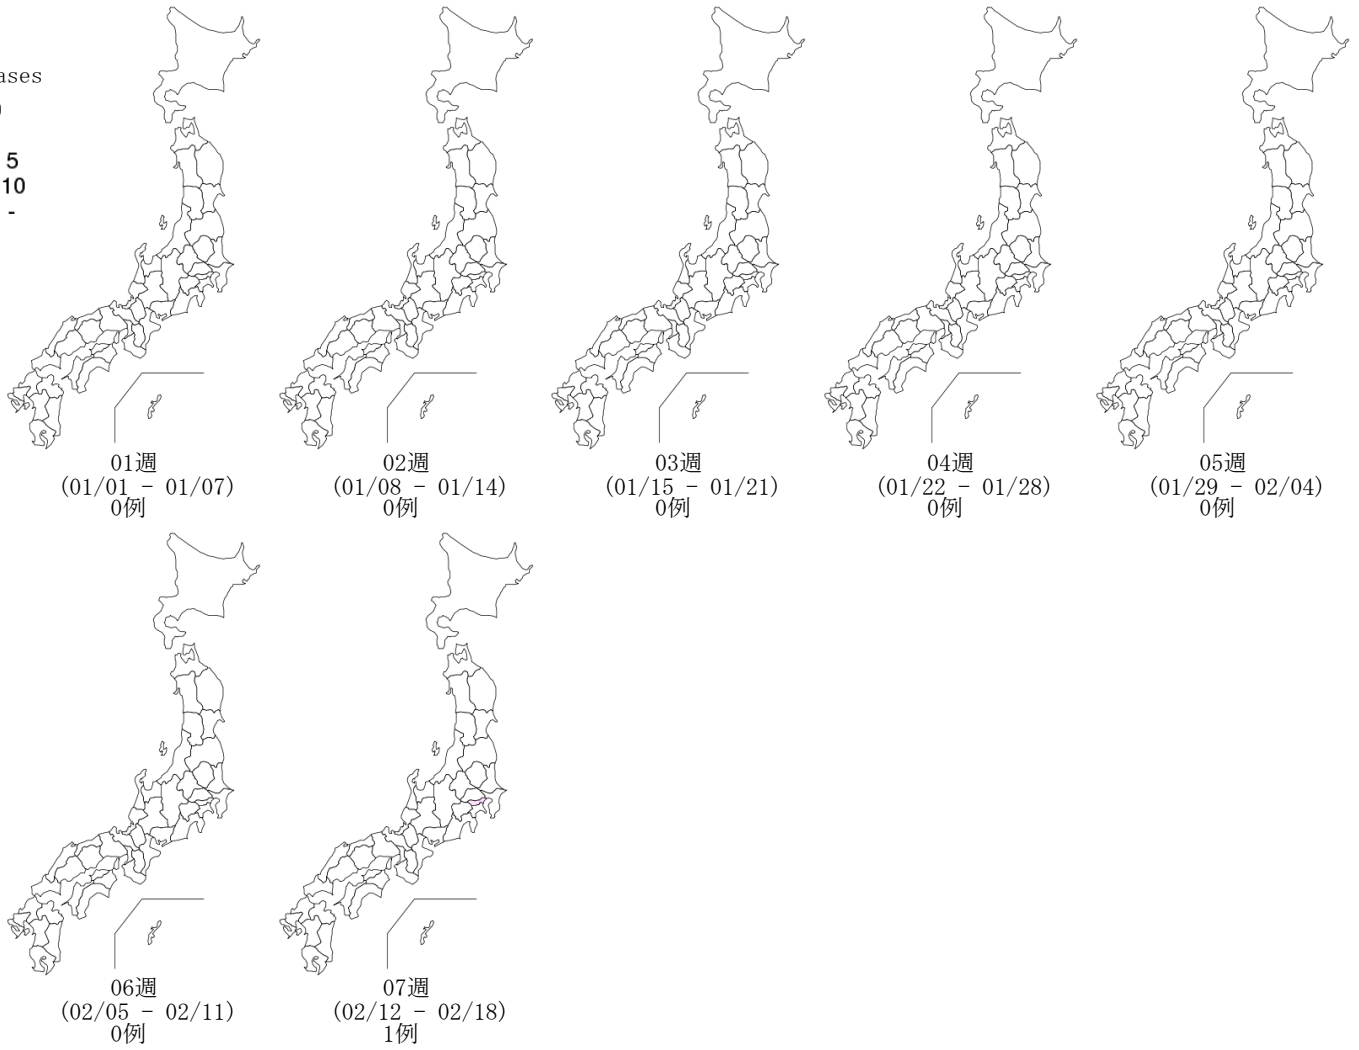 ases
5
10
-
01週
(01/01 - 01/07)
0例
02週
(01/08 - 01/14)
0例
03週
(01/15 - 01/21)
0例
04週
(01/22 - 01/28)
0例
05週
(01/29 - 02/04)
0例
06週
(02/05 - 02/11)
0例
07週
(02/12 - 02/18)
1例